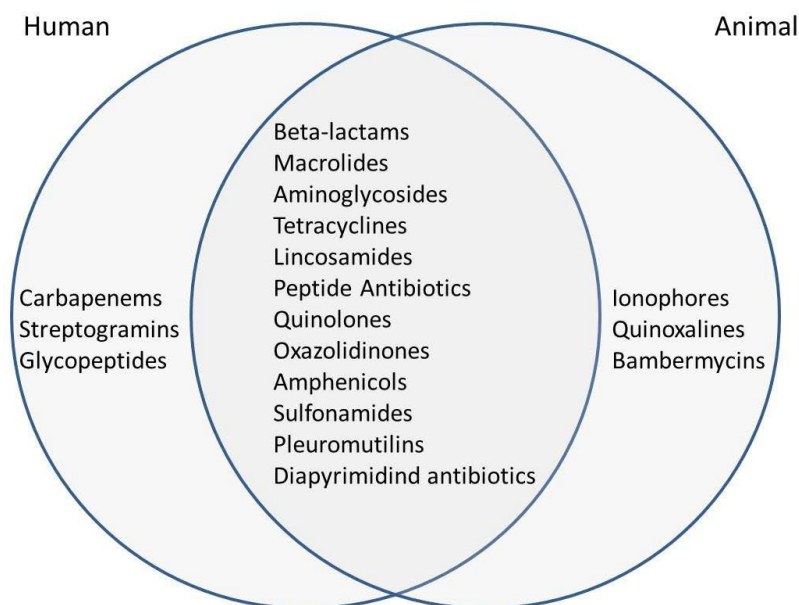 Human
Animal
Beta-lactams
Macrolides
Aminoglycosides
Tetracyclines
Lincosamides
Peptide Antibiotics
Quinolones
Oxazolidinones
Amphenicols
Sulfonamides
Pleuromutilins
Diapyrimidind antibiotics
Carbapenems
Streptogramins
Glycopeptides
Ionophores
Quinoxalines
Bambermycins